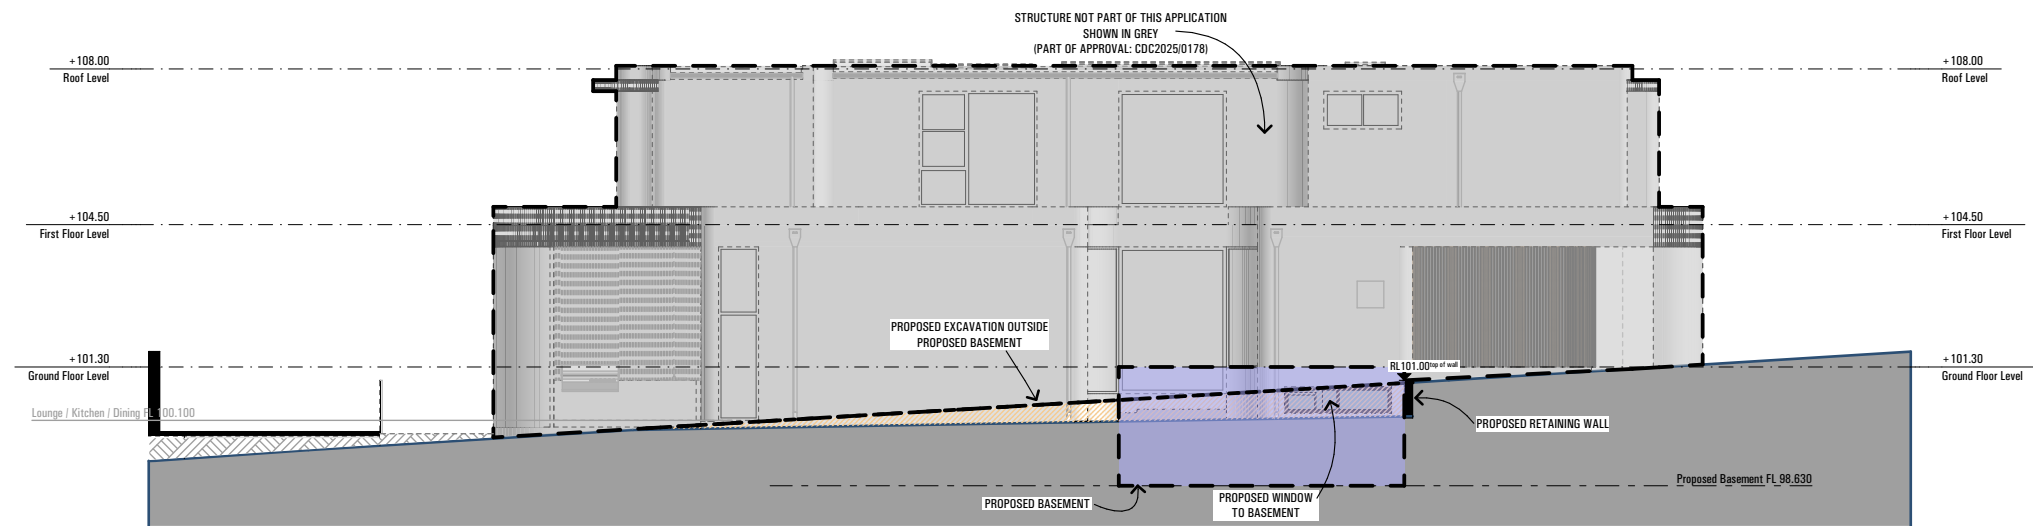 STRUCTURE NOT PART OF THIS APPLICATION
SHOWN IN GREY
(PART OF APPROVAL: CDC2025/0178)
+108.00
Roof Level
+108.00
Roof Level
+104.50
First Floor Level
+104.50
First Floor Level
PROPOSED EXCAVATION OUTSIDE
PROPOSED BASEMENT
+101.30
Ground Floor Level
RL101.00 top of wall
+101.30
Ground Floor Level
Lounge / Kitchen / Dining FL 100.100
PROPOSED RETAINING WALL
Proposed Basement FL 98.630
PROPOSED BASEMENT
PROPOSED WINDOW
TO BASEMENT